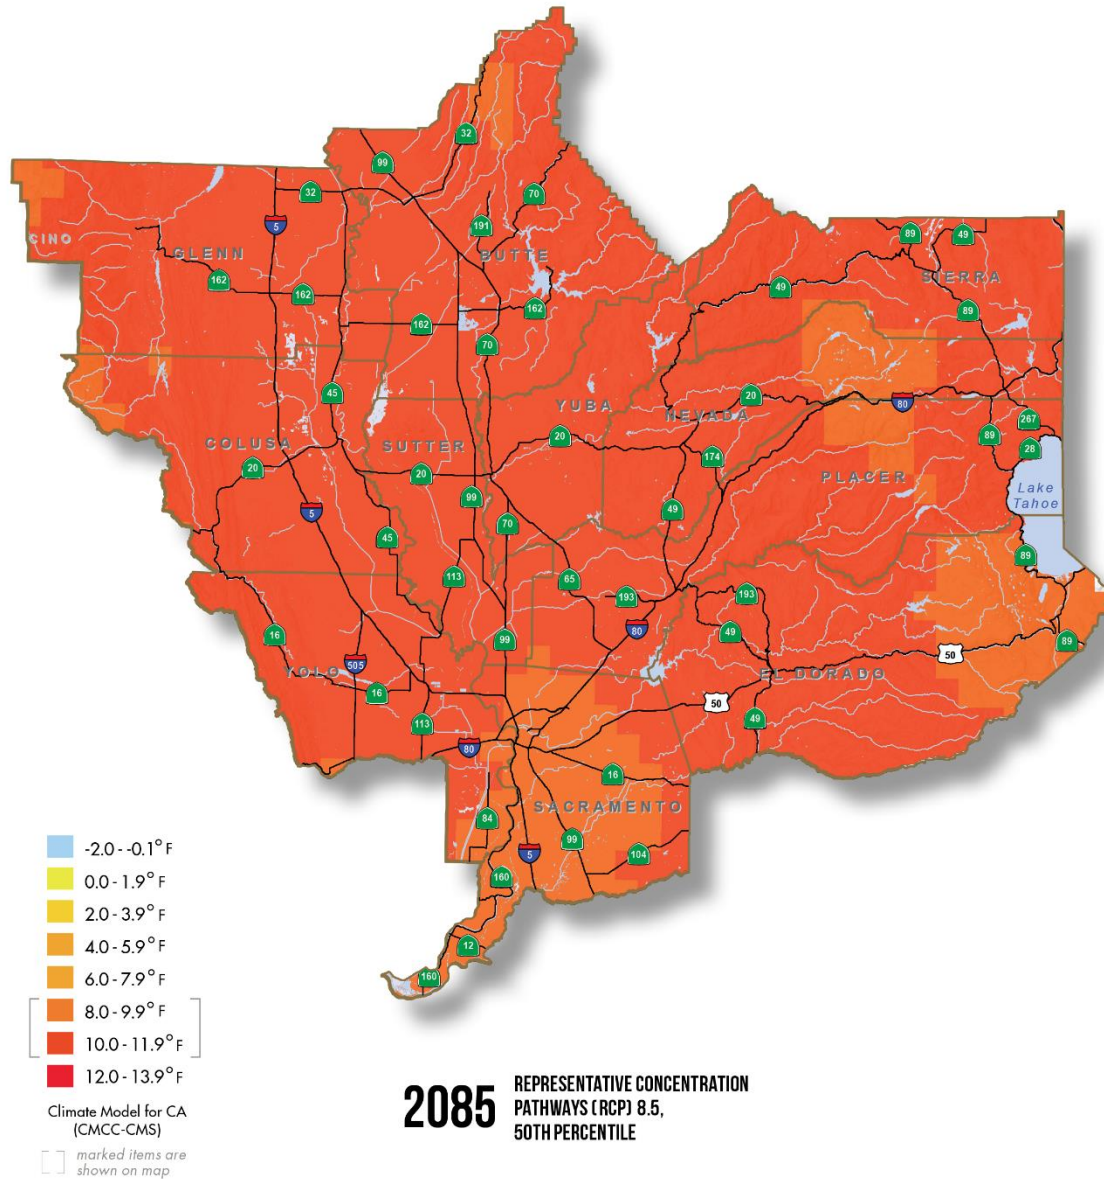 32
99
32
70
191
5
89
49
CINO
GLENN
BUTTE
SIERRA
162
162
49
162
89
162
70
45
20
80
YUBA
NEVADA
267
20
89
28
COLUSA
SUTTER
174
20
20
PLACER
99
Lake
Tahoe
5
70
49
45
89
113
65
193
193
16
99
80
49
89
50
505
YOLO
EL DORADO
16
50
113
49
80
16
SACRAMENTO
84
99
5
104
160
12
160
-2.0 - -0.1° F
0.0 - 1.9° F
2.0 - 3.9° F
4.0 - 5.9° F
6.0 - 7.9° F
8.0 - 9.9° F
10.0 - 11.9° F
12.0 - 13.9° F
Climate Model for CA
(CMCC-CMS)
marked items are
shown on map
2085
REPRESENTATIVE CONCENTRATION
PATHWAYS (RCP) 8.5,
50TH PERCENTILE